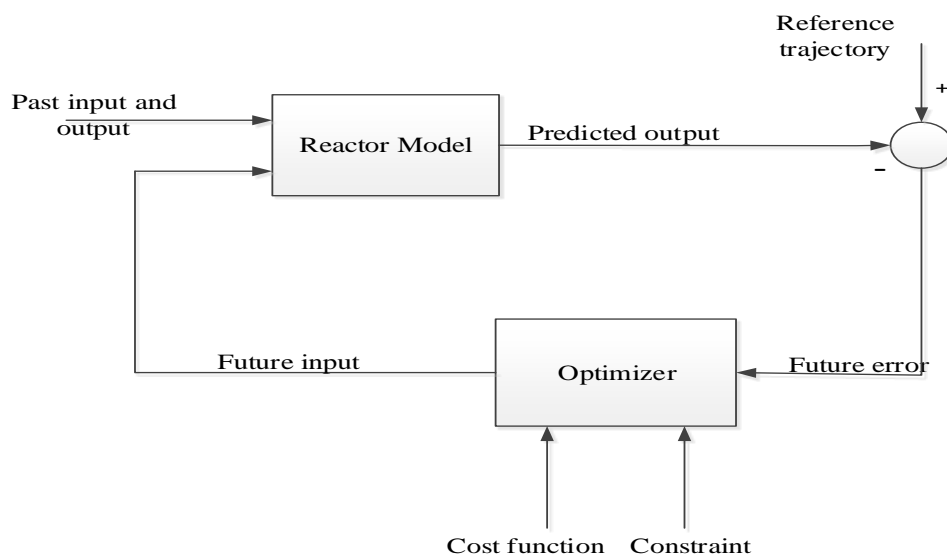 Reference
trajectory
+
Past input and
output
Reactor Model
Predicted output
−
Future input
Optimizer
Future error
Cost function
Constraint